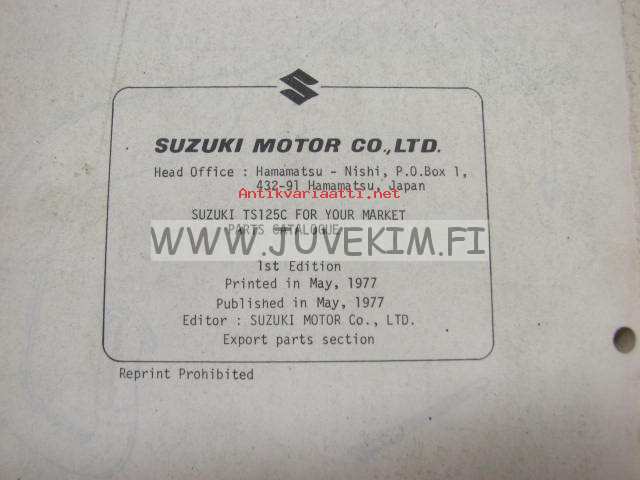 SUZUKI MOTOR CO.,LTD.
Head Office : Hamamatsu - Nishi, P.O.Box 1,
432-91 Hamamatsu, Japan
Antikvariaatti.net
SUZUKI TS125C FOR YOUR MARKET
PARTS CATALOGUE
WWW.JUVEKIM.FI
1st Edition
Printed in May, 1977
Published in May, 1977
Editor : SUZUKI MOTOR Co., LTD.
Export parts section
Reprint Prohibited